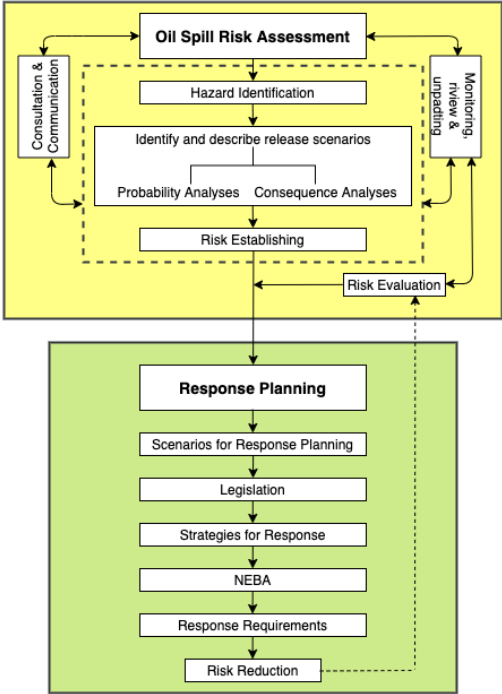 Oil Spill Risk Assessment
Consultation &
Communication
Monitoring,
riview &
unpadting
Hazard Identification
Identify and describe release scenarios
Probability Analyses
Consequence Analyses
Risk Establishing
Risk Evaluation
Response Planning
Scenarios for Response Planning
Legislation
Strategies for Response
NEBA
Response Requirements
Risk Reduction